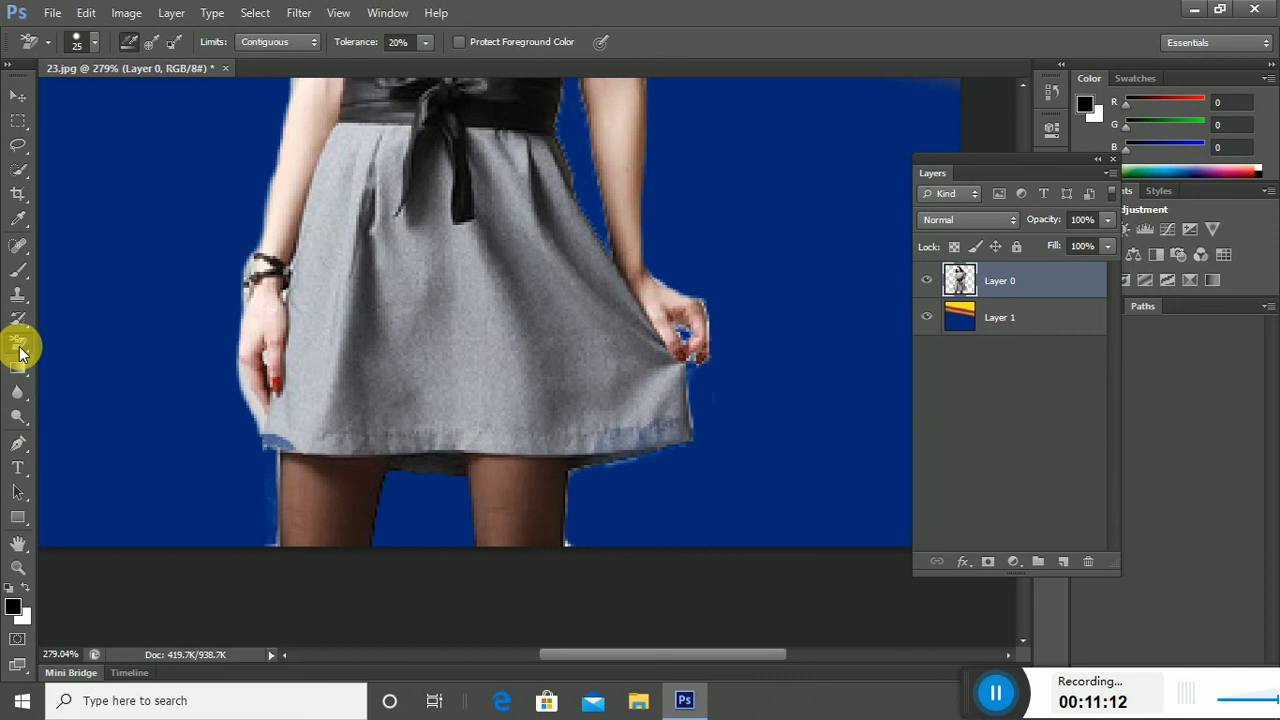 Ps File Edit Image Layer Type Select Filter View Window Help
25 Limits: Contiguous Tolerance: 20% Protect Foreground Color Essentials
23.jpg @ 279% (Layer 0, RGB/8#) * ×
Color Swatches
R 0
G 0
B 0
Layers
Styles
Kind
Normal Opacity: 100%
Lock: Fill: 100%
Layer 0
Layer 1
Paths
fx
279.04% Doc: 419.7K/938.7K
Mini Bridge Timeline
Type here to search
Ps
Recording...
00:11:12